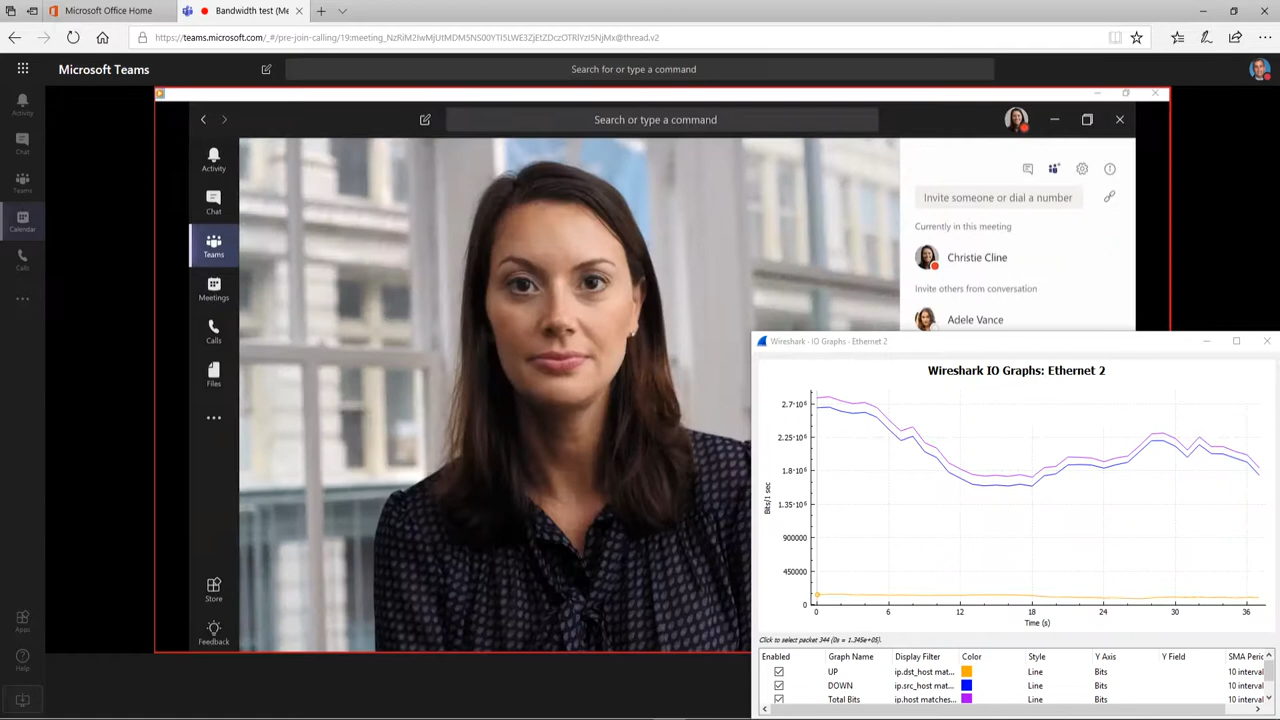 Microsoft Office Home
Bandwidth test (Me
https://teams.microsoft.com/_#/pre-join-calling/19:meeting_NzRiM2IwMjUtMDM5NS00YTI5LWE3ZjEtZDczOTRlYzI5NjMx@thread.v2
Microsoft Teams
Search for or type a command
Activity
Chat
Teams
Calendar
Calls
Apps
Help
Search or type a command
Activity
Chat
Teams
Meetings
Calls
Files
Store
Feedback
Invite someone or dial a number
Currently in this meeting
Christie Cline
Invite others from conversation
Adele Vance
Wireshark · IO Graphs · Ethernet 2
Wireshark IO Graphs: Ethernet 2
Bits/1 sec
2.7·10⁶
2.25·10⁶
1.8·10⁶
1.35·10⁶
900000
450000
0
0 6 12 18 24 30 36
Time (s)
Click to select packet 344 (0s = 1.345e+05).
Enabled Graph Name Display Filter Color Style Y Axis Y Field SMA Perio
UP ip.dst_host mat... Line Bits 10 interval
DOWN ip.src_host mat... Line Bits 10 interval
Total Bits ip.host matches... Line Bits 10 interval